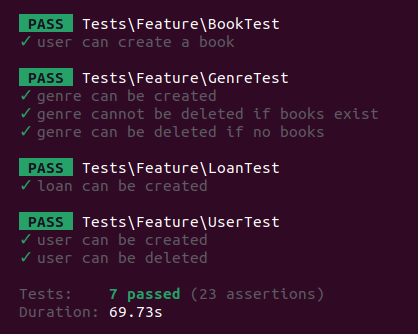 PASS Tests\Feature\BookTest
✓ user can create a book
PASS Tests\Feature\GenreTest
✓ genre can be created
✓ genre cannot be deleted if books exist
✓ genre can be deleted if no books
PASS Tests\Feature\LoanTest
✓ loan can be created
PASS Tests\Feature\UserTest
✓ user can be created
✓ user can be deleted
Tests: 7 passed (23 assertions)
Duration: 69.73s